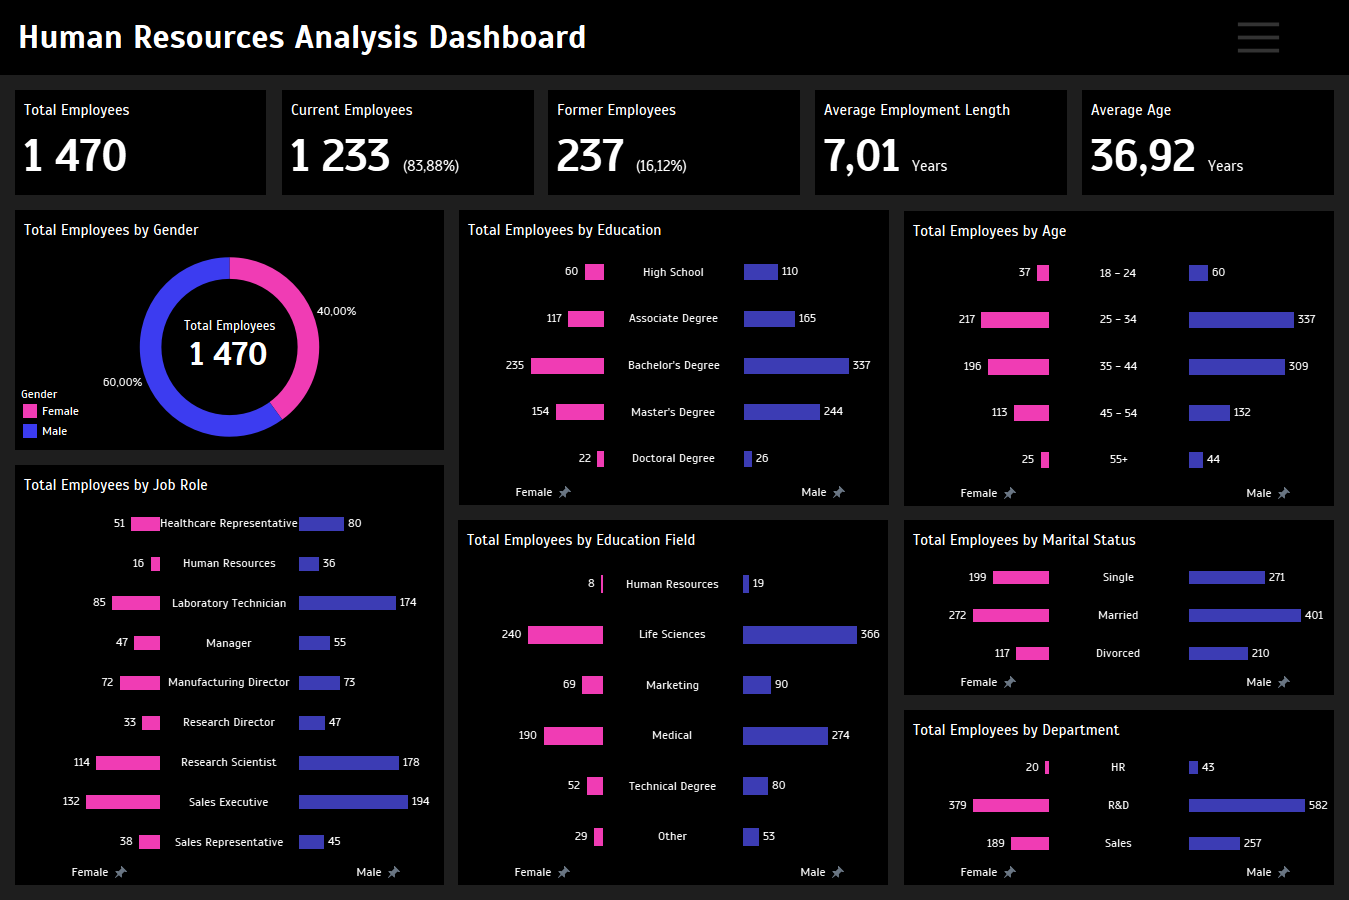 Human Resources Analysis Dashboard
Total Employees
1 470
Current Employees
1 233 (83,88%)
Former Employees
237 (16,12%)
Average Employment Length
7,01 Years
Average Age
36,92 Years
Total Employees by Gender
40,00%
Total Employees
1 470
60,00%
Gender
Female
Male
Total Employees by Job Role
51 Healthcare Representative 80
16 Human Resources 36
85 Laboratory Technician 174
47 Manager 55
72 Manufacturing Director 73
33 Research Director 47
114 Research Scientist 178
132 Sales Executive 194
38 Sales Representative 45
Female Male
Total Employees by Education
60 High School 110
117 Associate Degree 165
235 Bachelor's Degree 337
154 Master's Degree 244
22 Doctoral Degree 26
Female Male
Total Employees by Education Field
8 Human Resources 19
240 Life Sciences 366
69 Marketing 90
190 Medical 274
52 Technical Degree 80
29 Other 53
Female Male
Total Employees by Age
37 18 – 24 60
217 25 – 34 337
196 35 – 44 309
113 45 – 54 132
25 55+ 44
Female Male
Total Employees by Marital Status
199 Single 271
272 Married 401
117 Divorced 210
Female Male
Total Employees by Department
20 HR 43
379 R&D 582
189 Sales 257
Female Male